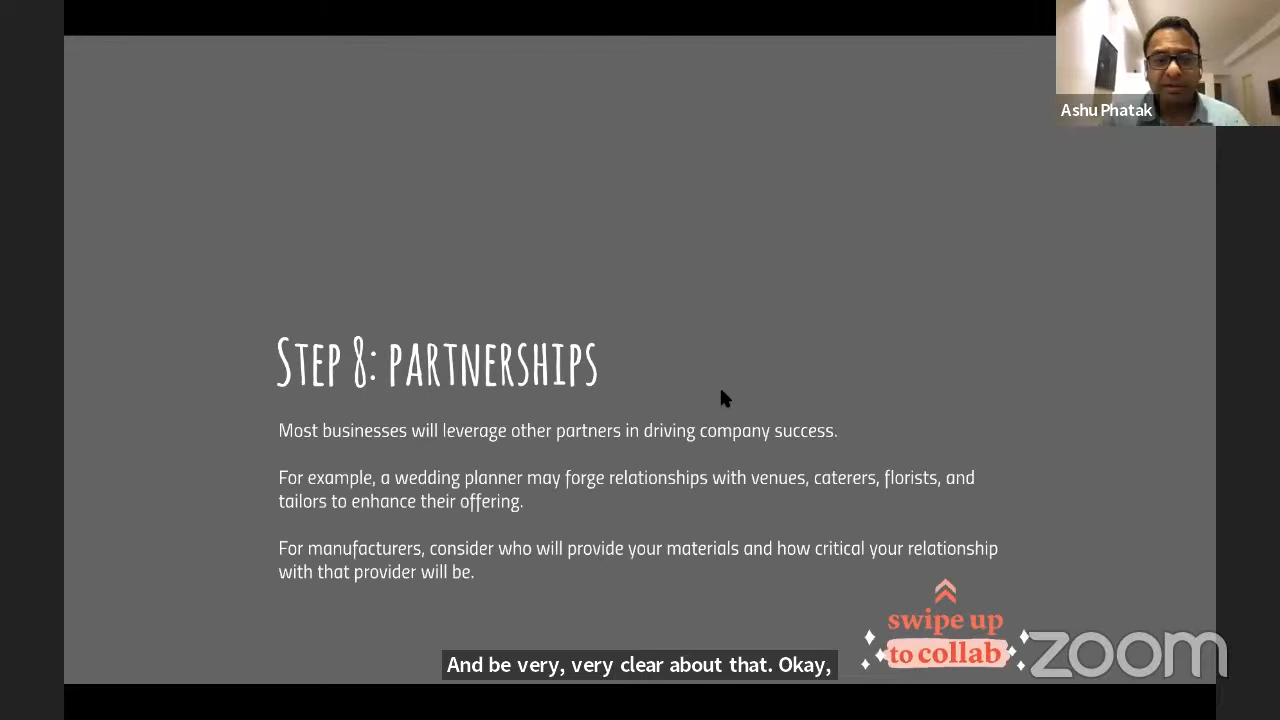 Ashu Phatak
Step 8: partnerships
Most businesses will leverage other partners in driving company success.
For example, a wedding planner may forge relationships with venues, caterers, florists, and
tailors to enhance their offering.
For manufacturers, consider who will provide your materials and how critical your relationship
with that provider will be.
swipe up
to collab
zoom
And be very, very clear about that. Okay,